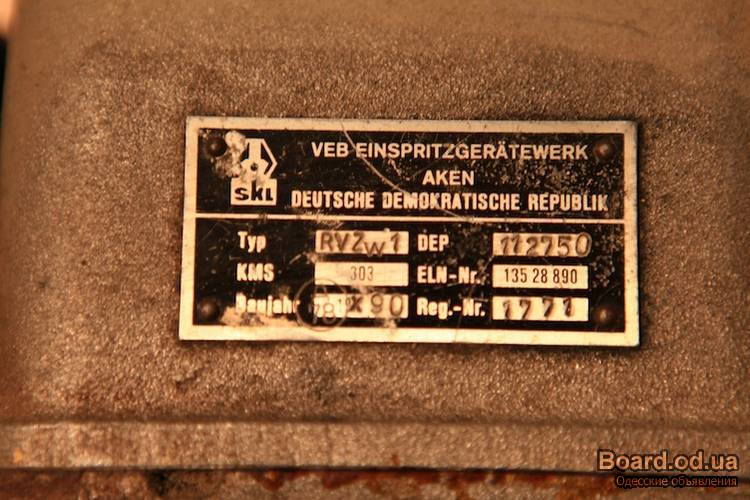 VEB EINSPRITZGERÄTEWERK
AKEN
SKL
DEUTSCHE DEMOKRATISCHE REPUBLIK
Typ RVZW1 DEP 112750
KMS 303 ELN-Nr. 135 28 890
Baujahr 78 X 90 Reg.-Nr. 1771
Board.od.ua
Одесские объявления